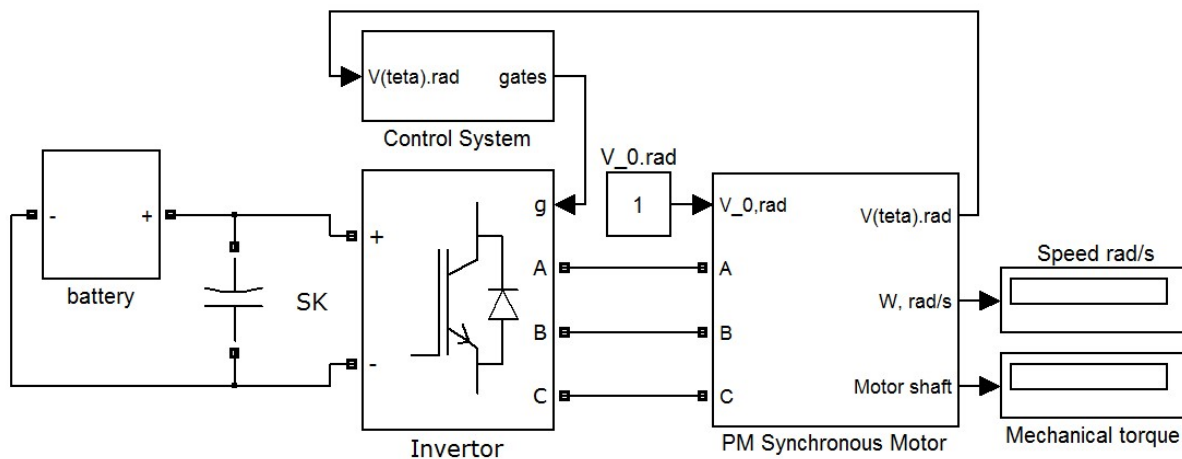 V(teta).rad
gates
Control System
V_0.rad
1
-
+
battery
SK
+
-
g
A
B
C
Invertor
V_0,rad
A
B
C
V(teta).rad
W, rad/s
Motor shaft
PM Synchronous Motor
Speed rad/s
Mechanical torque